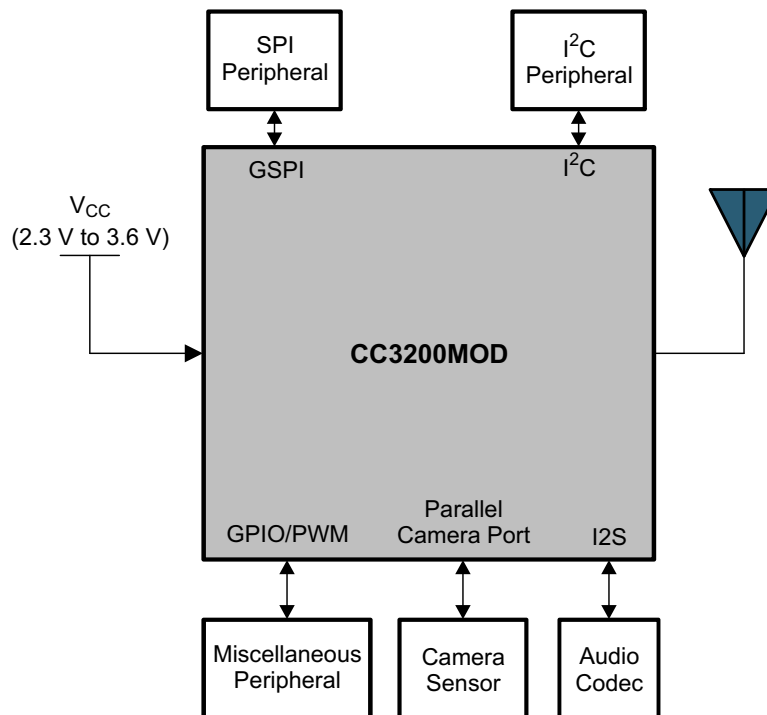 SPI
Peripheral
I²C
Peripheral
GSPI
I²C
V_CC
(2.3 V to 3.6 V)
CC3200MOD
GPIO/PWM
Parallel
Camera Port
I2S
Miscellaneous
Peripheral
Camera
Sensor
Audio
Codec